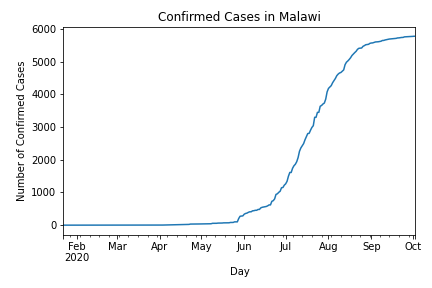 Confirmed Cases in Malawi
Number of Confirmed Cases
6000
5000
4000
3000
2000
1000
0
Feb Mar Apr May Jun Jul Aug Sep Oct
2020
Day